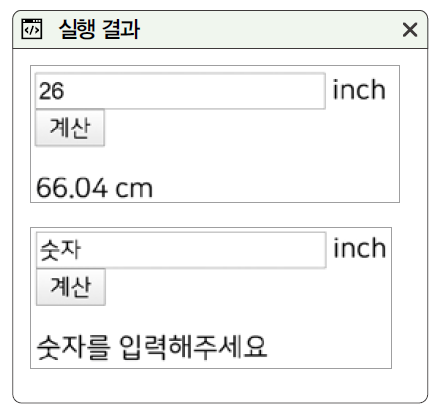 실행 결과
26 inch
계산
66.04 cm
숫자 inch
계산
숫자를 입력해주세요